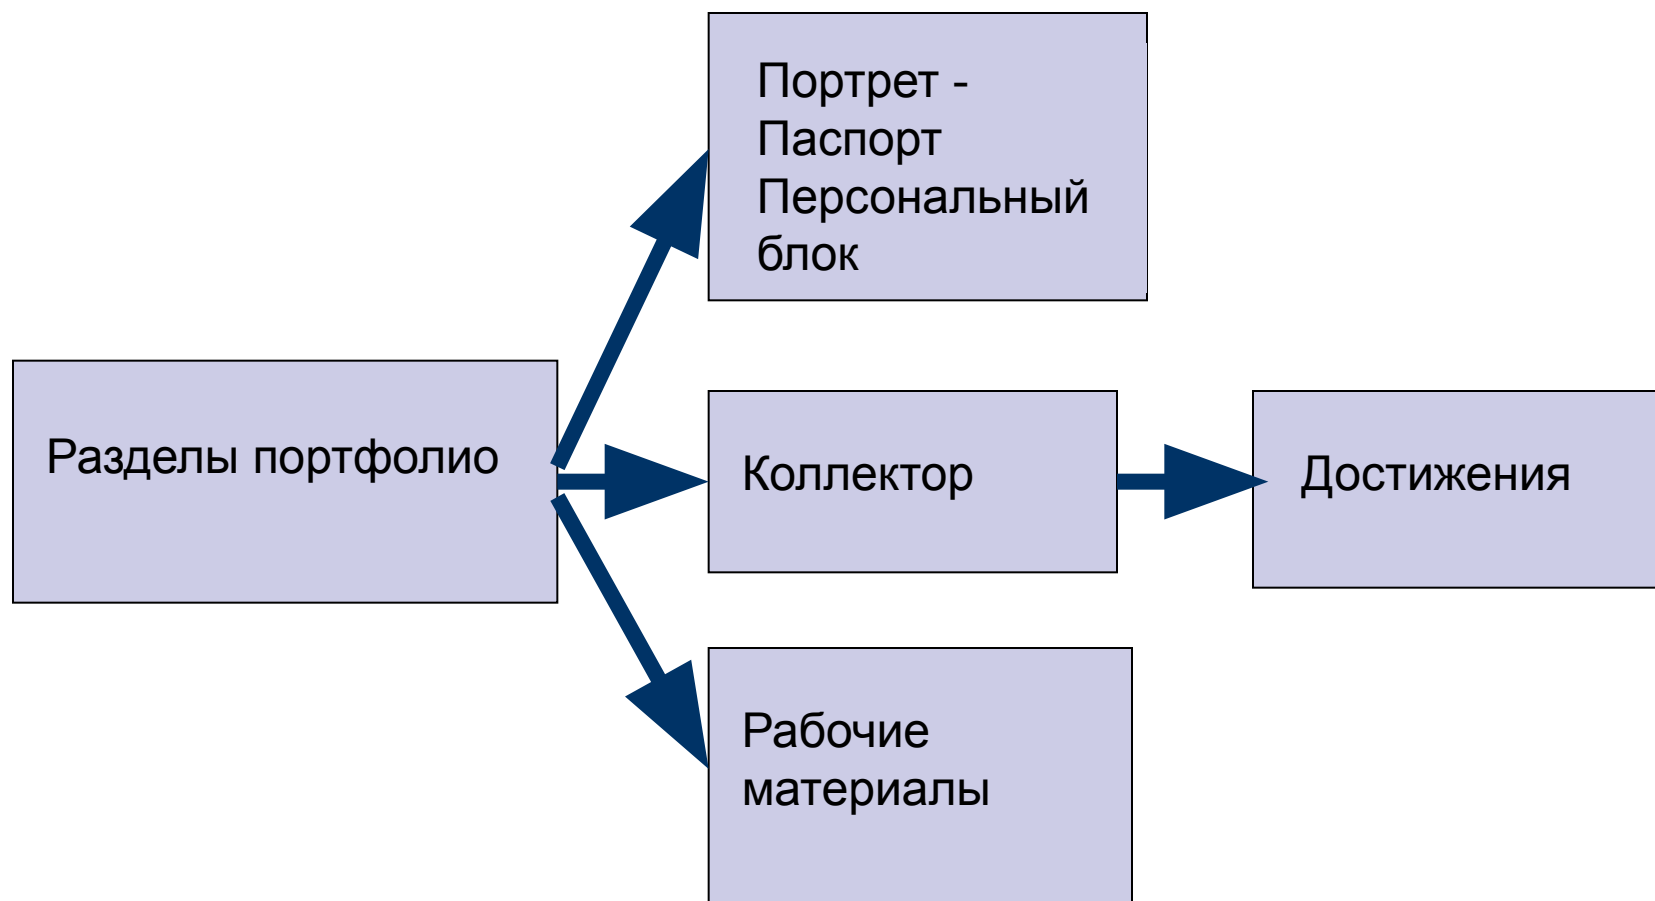 Портрет -
Паспорт
Персональный
блок
Разделы портфолио
Коллектор
Достижения
Рабочие
материалы